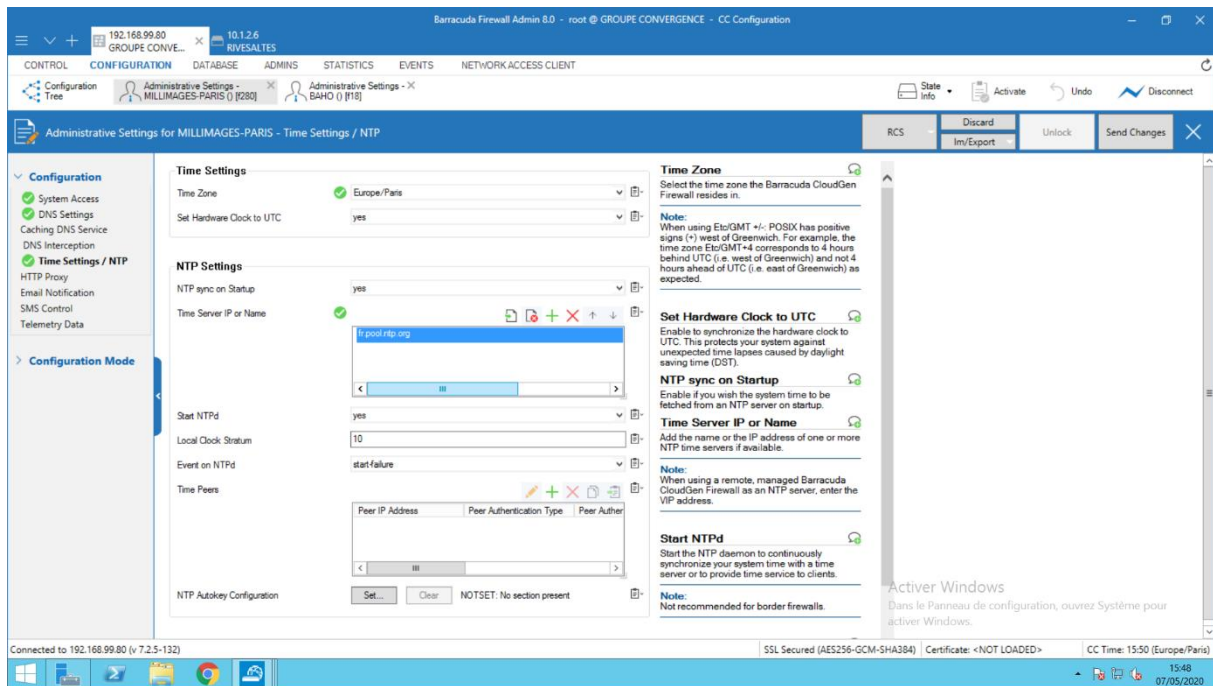 Barracuda Firewall Admin 8.0 - root @ GROUPE CONVERGENCE - CC Configuration
192.168.99.80
GROUPE CONVE...
10.1.2.6
RIVESALTES
CONTROL CONFIGURATION DATABASE ADMINS STATISTICS EVENTS NETWORK ACCESS CLIENT
Configuration
Tree
Administrative Settings -
MILLIMAGES-PARIS () [f280]
Administrative Settings -
BAHO () [f18]
State
Info
Activate
Undo
Disconnect
Administrative Settings for MILLIMAGES-PARIS - Time Settings / NTP
RCS
Discard
Im/Export
Unlock
Send Changes
Configuration
System Access
DNS Settings
Caching DNS Service
DNS Interception
Time Settings / NTP
HTTP Proxy
Email Notification
SMS Control
Telemetry Data
Configuration Mode
Time Settings
Time Zone Europe/Paris
Set Hardware Clock to UTC yes
NTP Settings
NTP sync on Startup yes
Time Server IP or Name
fr.pool.ntp.org
Start NTPd yes
Local Clock Stratum 10
Event on NTPd start-failure
Time Peers
Peer IP Address Peer Authentication Type Peer Auther
NTP Autokey Configuration Set... Clear NOTSET: No section present
Time Zone
Select the time zone the Barracuda CloudGen
Firewall resides in.
Note:
When using Etc/GMT +/-: POSIX has positive
signs (+) west of Greenwich. For example, the
time zone Etc/GMT+4 corresponds to 4 hours
behind UTC (i.e. west of Greenwich) and not 4
hours ahead of UTC (i.e. east of Greenwich) as
expected.
Set Hardware Clock to UTC
Enable to synchronize the hardware clock to
UTC. This protects your system against
unexpected time lapses caused by daylight
saving time (DST).
NTP sync on Startup
Enable if you wish the system time to be
fetched from an NTP server on startup.
Time Server IP or Name
Add the name or the IP address of one or more
NTP time servers if available.
Note:
When using a remote, managed Barracuda
CloudGen Firewall as an NTP server, enter the
VIP address.
Start NTPd
Start the NTP daemon to continuously
synchronize your system time with a time
server or to provide time service to clients.
Note:
Not recommended for border firewalls.
Activer Windows
Dans le Panneau de configuration, ouvrez Système pour
activer Windows.
Connected to 192.168.99.80 (v 7.2.5-132)
SSL Secured (AES256-GCM-SHA384) Certificate: <NOT LOADED> CC Time: 15:50 (Europe/Paris)
15:48
07/05/2020